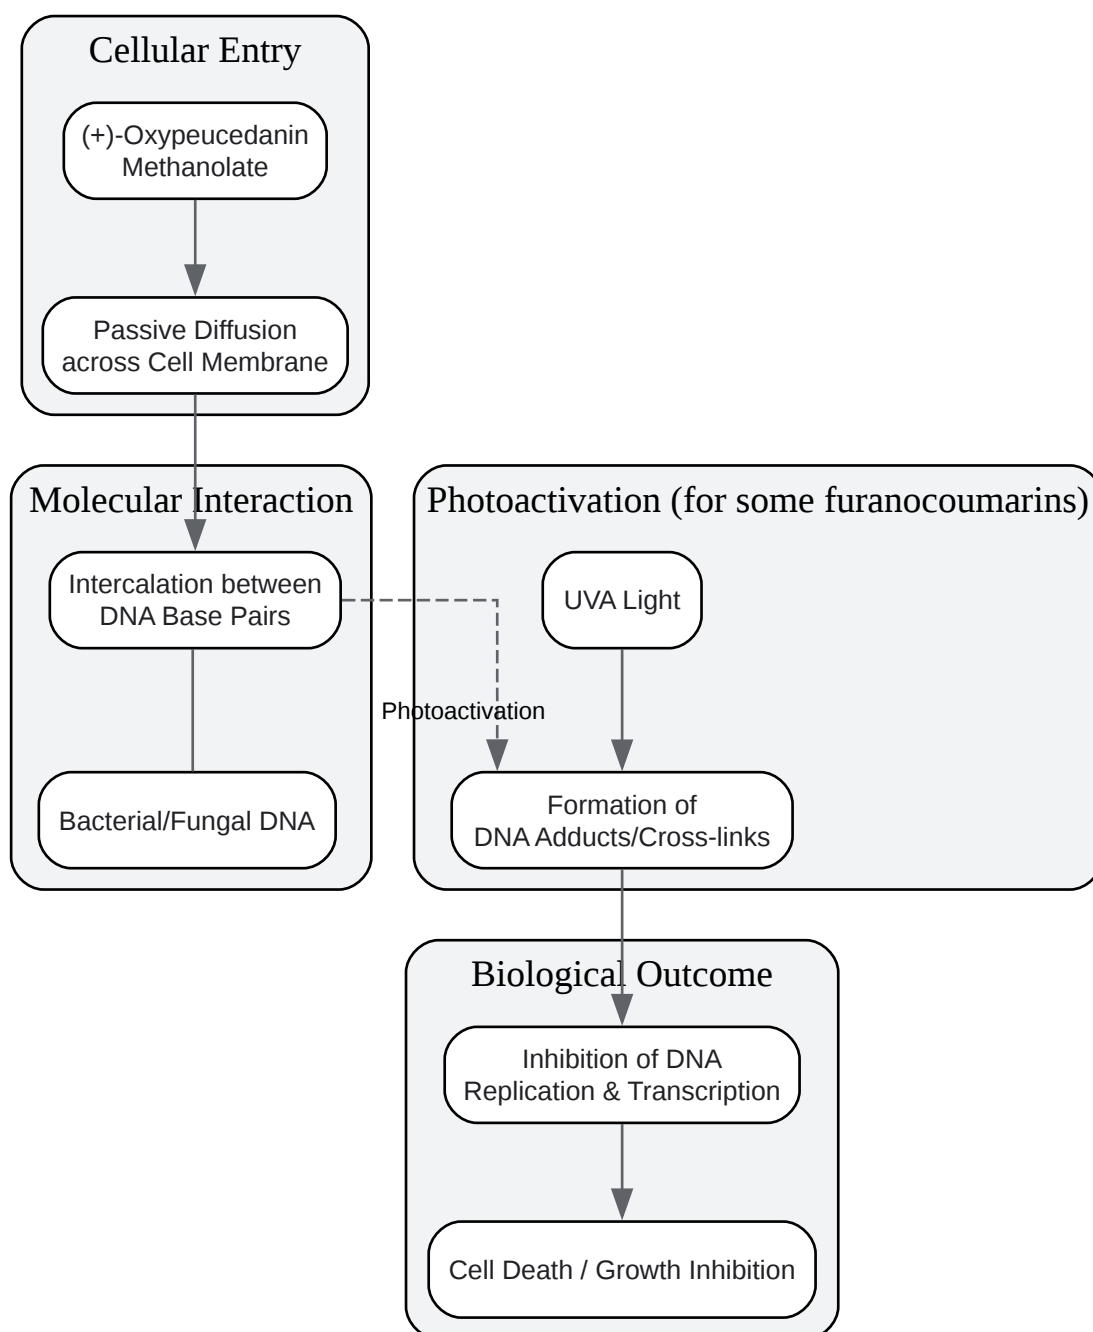 Cellular Entry
(+)-Oxypeucedanin
Methanolate
Passive Diffusion
across Cell Membrane
Molecular Interaction
Intercalation between
DNA Base Pairs
Bacterial/Fungal DNA
Photoactivation (for some furanocoumarins)
UVA Light
Photoactivation
Formation of
DNA Adducts/Cross-links
Biological Outcome
Inhibition of DNA
Replication & Transcription
Cell Death / Growth Inhibition